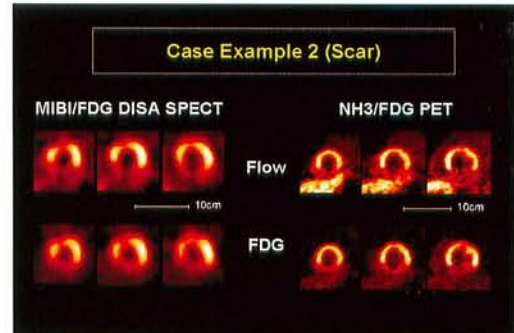 Case Example 2 (Scar)
MIBI/FDG DISA SPECT
NH3/FDG PET
Flow
10cm
10cm
FDG